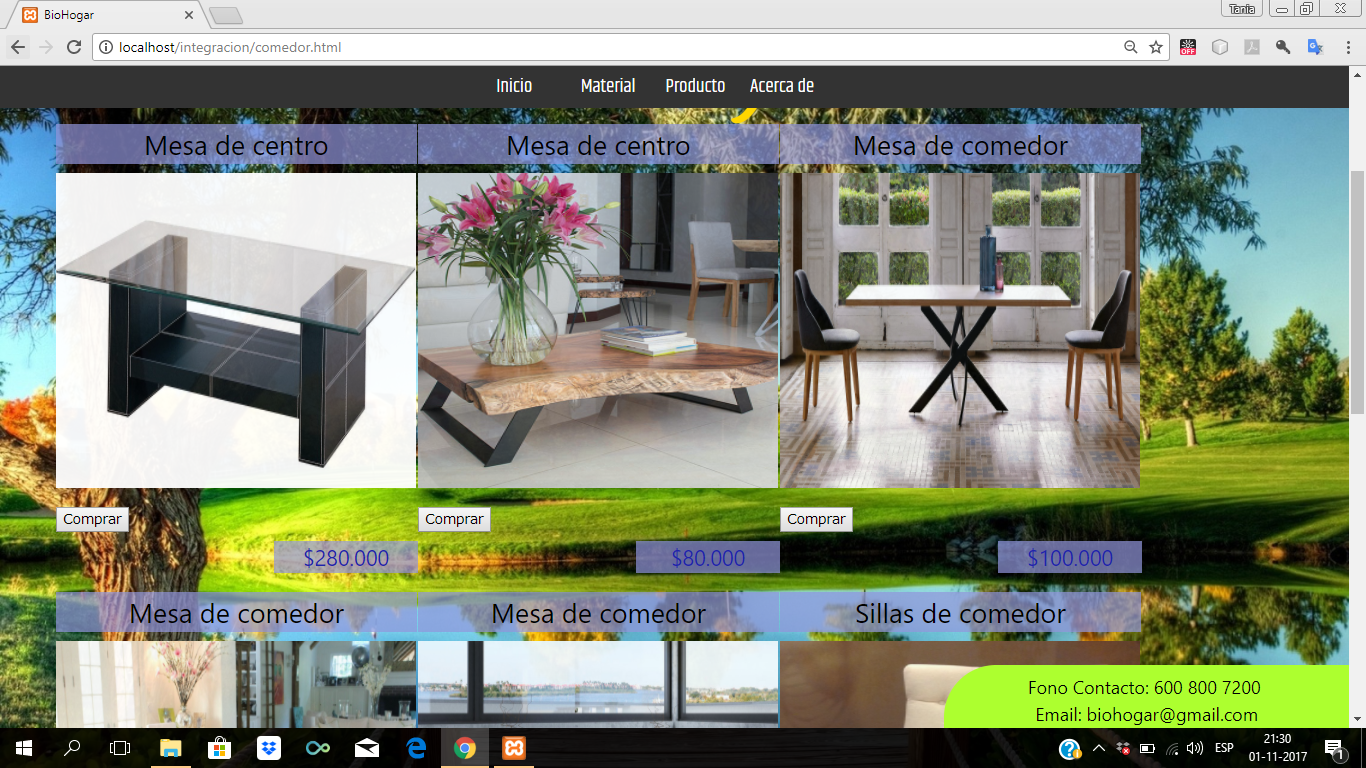 BioHogar
Tania
localhost/integracion/comedor.html
OFF
Inicio Material Producto Acerca de
Mesa de centro Mesa de centro Mesa de comedor
Comprar Comprar Comprar
$280.000 $80.000 $100.000
Mesa de comedor Mesa de comedor Sillas de comedor
Fono Contacto: 600 800 7200
Email: biohogar@gmail.com
ESP
21:30
01-11-2017
1